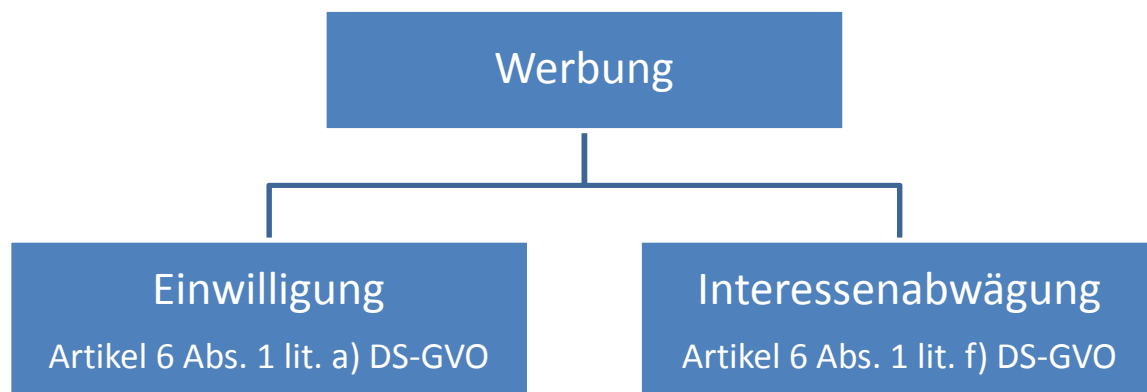 Werbung
Einwilligung
Artikel 6 Abs. 1 lit. a) DS-GVO
Interessenabwägung
Artikel 6 Abs. 1 lit. f) DS-GVO